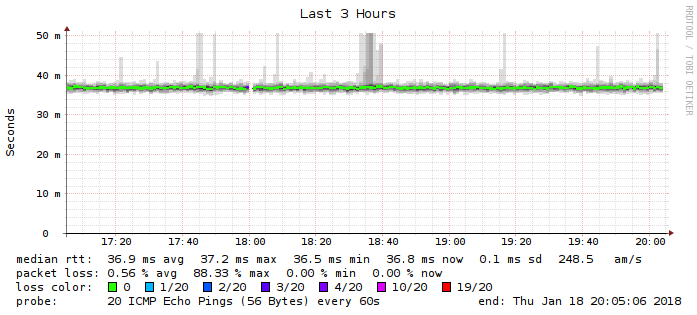 Last 3 Hours
RRDTOOL / TOBI OETIKER
Seconds
50 m
40 m
30 m
20 m
10 m
0
17:20 17:40 18:00 18:20 18:40 19:00 19:20 19:40 20:00
median rtt: 36.9 ms avg 37.2 ms max 36.5 ms min 36.8 ms now 0.1 ms sd 248.5 am/s
packet loss: 0.56 % avg 88.33 % max 0.00 % min 0.00 % now
loss color: 0 1/20 2/20 3/20 4/20 10/20 19/20
probe: 20 ICMP Echo Pings (56 Bytes) every 60s end: Thu Jan 18 20:05:06 2018